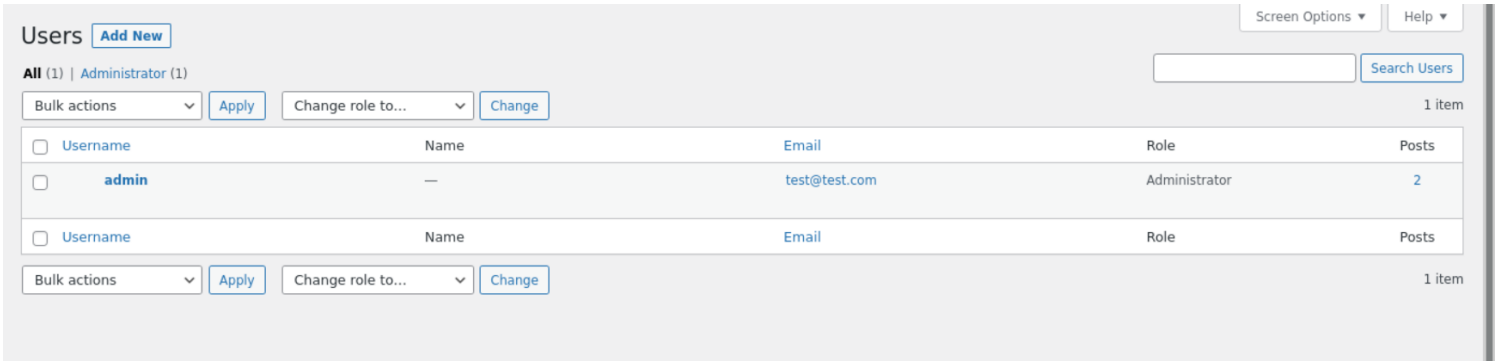 Screen Options ▼ Help ▼
Users Add New
All (1) | Administrator (1)
Search Users
Bulk actions Apply Change role to... Change 1 item
Username Name Email Role Posts
admin — test@test.com Administrator 2
Username Name Email Role Posts
Bulk actions Apply Change role to... Change 1 item